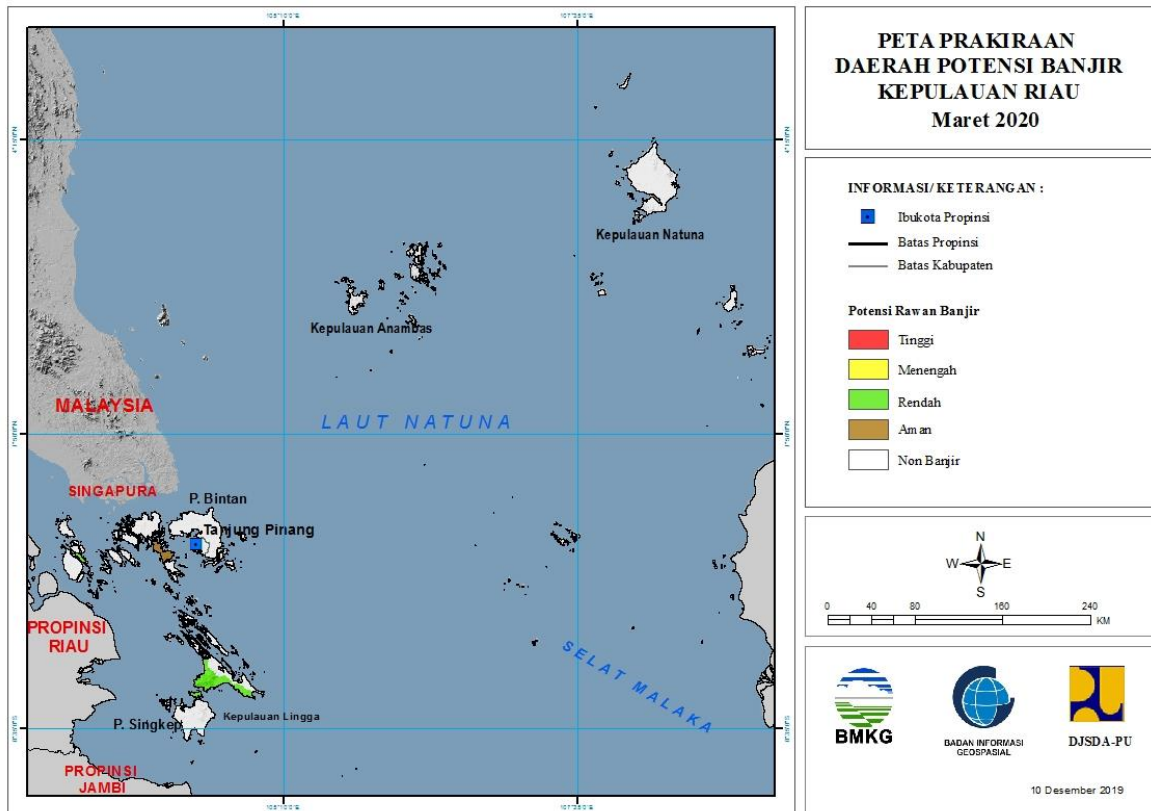 PETA PRAKIRAAN
DAERAH POTENSI BANJIR
KEPULAUAN RIAU
Maret 2020
INFORMASI/ KETERANGAN :
Ibukota Propinsi
Batas Propinsi
Batas Kabupaten
Potensi Rawan Banjir
Tinggi
Menengah
Rendah
Aman
Non Banjir
N
W E
S
0 40 80 160 240
KM
BMKG
BADAN INFORMASI
GEOSPASIAL
DJSDA-PU
10 Desember 2019
Kepulauan Natuna
Kepulauan Anambas
MALAYSIA
LAUT NATUNA
SINGAPURA
P. Bintan
Tanjung Pinang
PROPINSI
RIAU
SELAT MALAKA
Kepulauan Lingga
P. Singkep
PROPINSI
JAMBI